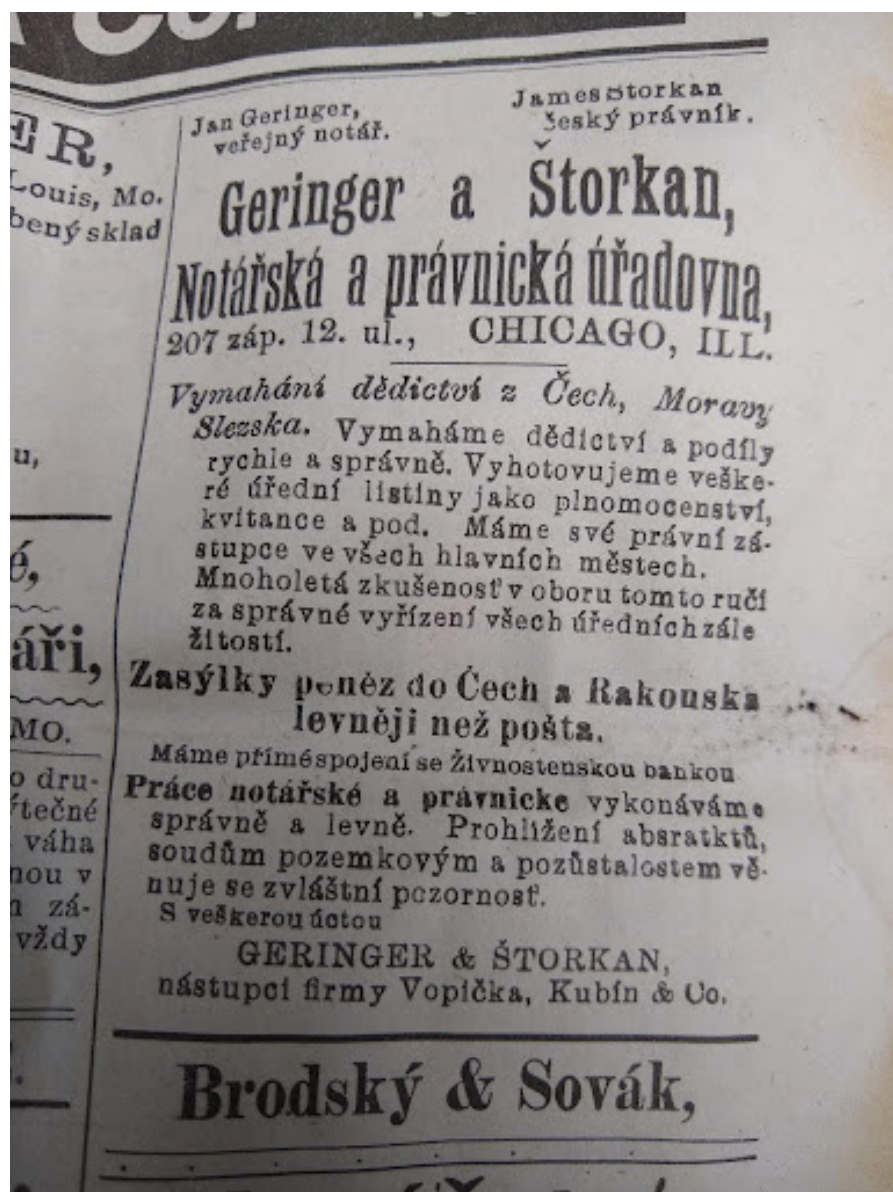 ER,
Louis, Mo.
bený sklad
u,
é,
áři,
MO.
o dru-
ýtečné
váha
nou v
n zá-
vždy
Jan Geringer,
veřejný notář.
James Štorkan
český právník.
Geringer a Štorkan,
Notářská a právnická úřadovna,
207 záp. 12. ul., CHICAGO, ILL.
Vymahání dědictví z Čech, Moravy
Slezska. Vymaháme dědictví a podíly
rychle a správně. Vyhotovujeme veške-
ré úřední listiny jako plnomocenství,
kvitance a pod. Máme své právní zá-
stupce ve všech hlavních městech.
Mnoholetá zkušenosť v oboru tomto ručí
za správné vyřízení všech úředních zále
žitostí.
Zasýlky peněz do Čech a Rakouska
levněji než pošta.
Máme přímé spojení se Živnostenskou bankou
Práce notářské a právnické vykonáváme
správně a levně. Prohlížení absratktů,
soudům pozemkovým a pozůstalostem vě-
nuje se zvláštní pozornosť.
S veškerou úctou
GERINGER & ŠTORKAN,
nástupci firmy Vopička, Kubín & Co.
Brodský & Sovák,